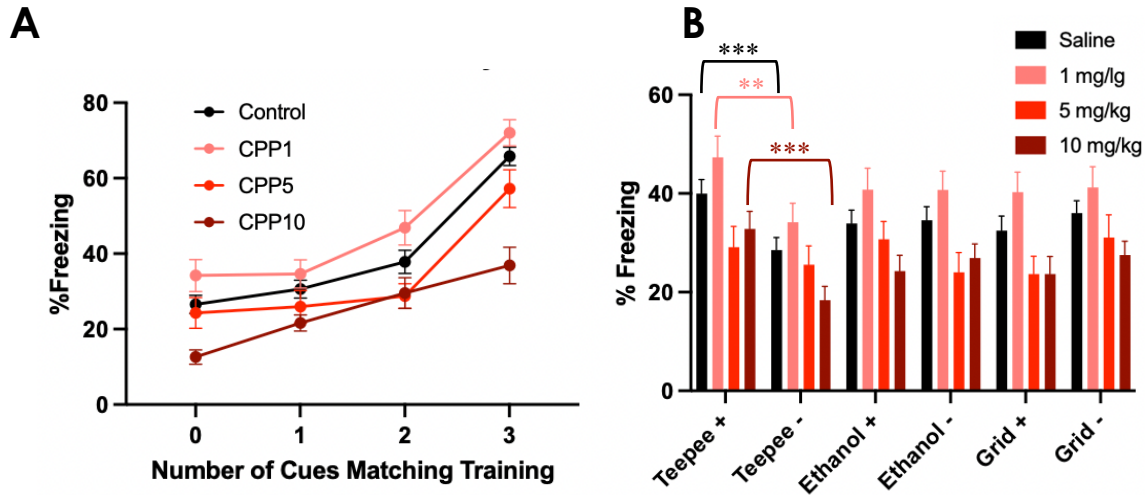 A
80
60
40
20
0
%Freezing
Control
CPP1
CPP5
CPP10
0 1 2 3
Number of Cues Matching Training
B
Saline
1 mg/lg
5 mg/kg
10 mg/kg
***
**
***
60
40
20
0
% Freezing
Teepee +
Teepee -
Ethanol +
Ethanol -
Grid +
Grid -